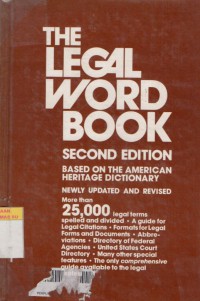 THE
LEGAL
WORD
BOOK
SECOND EDITION
BASED ON THE AMERICAN
HERITAGE DICTIONARY
NEWLY UPDATED AND REVISED
More than
25,000 legal terms
spelled and divided • A guide for
Legal Citations • Formats for Legal
Forms and Documents • Abbre-
viations • Directory of Federal
Agencies • United States Court
Directory • Many other special
features • The only comprehensive
guide available to the legal